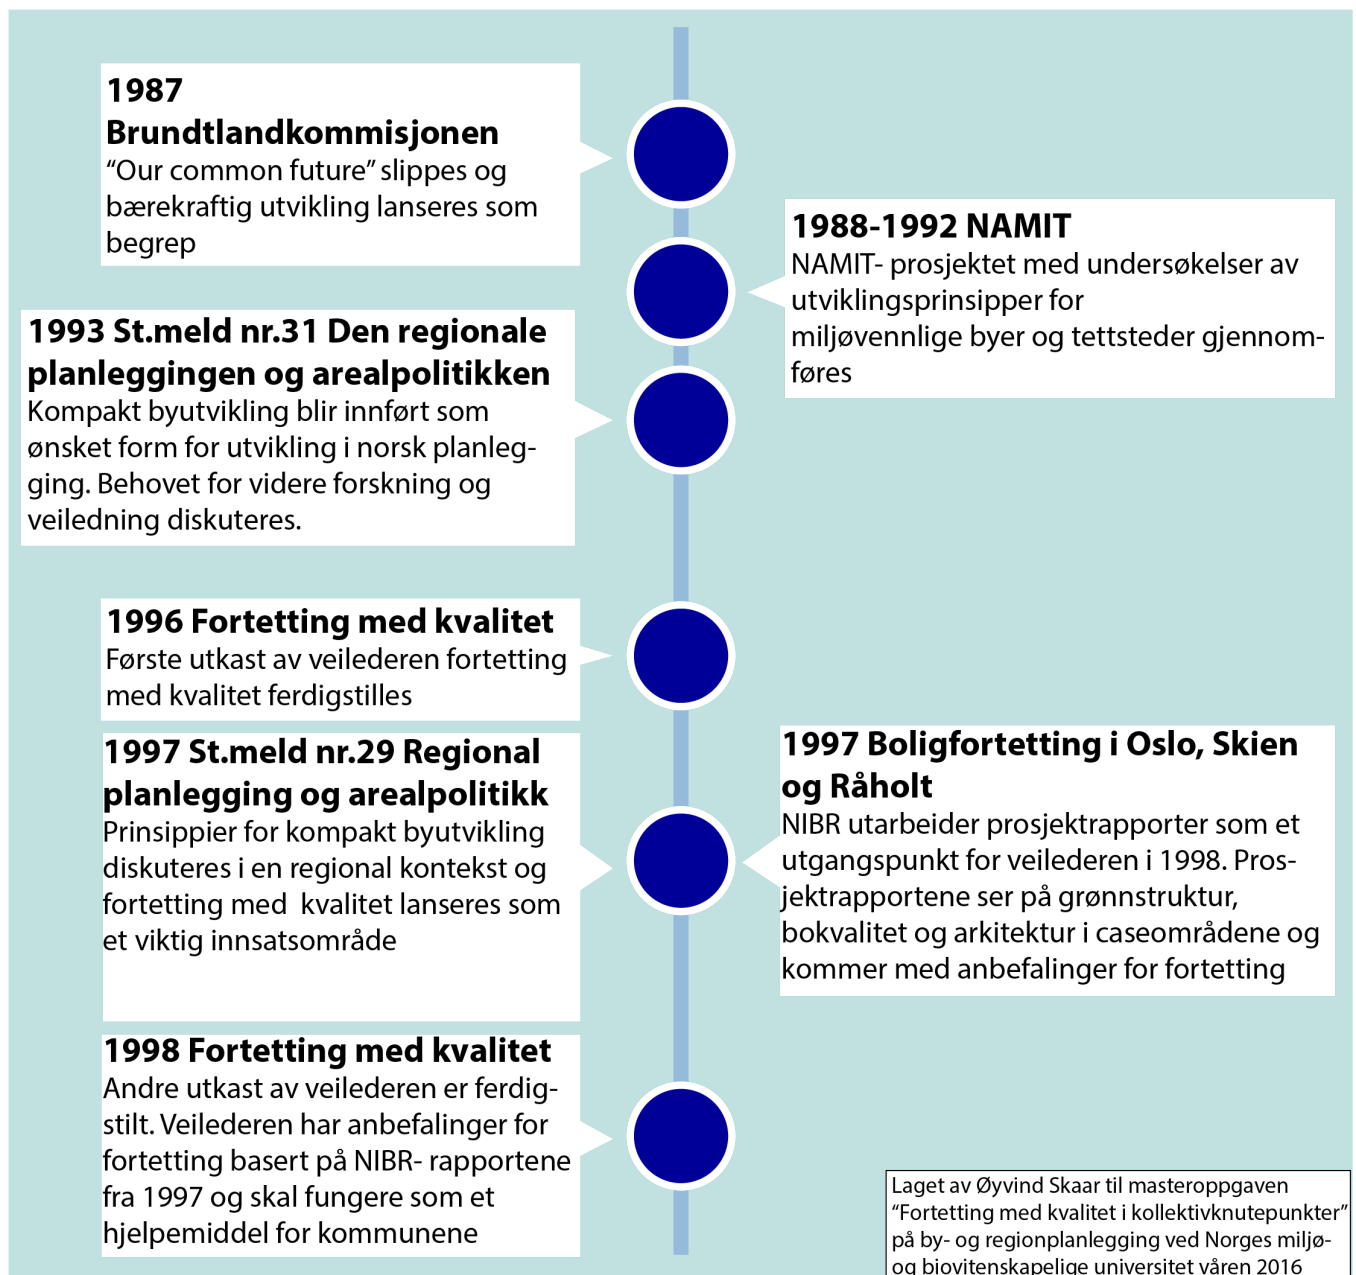 1987
Brundtlandkommisjonen
“Our common future” slippes og
bærekraftig utvikling lanseres som
begrep
1988-1992 NAMIT
NAMIT- prosjektet med undersøkelser av
utviklingsprinsipper for
miljøvennlige byer og tettsteder gjennom-
føres
1993 St.meld nr.31 Den regionale
planleggingen og arealpolitikken
Kompakt byutvikling blir innført som
ønsket form for utvikling i norsk planleg-
ging. Behovet for videre forskning og
veiledning diskuteres.
1996 Fortetting med kvalitet
Første utkast av veilederen fortetting
med kvalitet ferdigstilles
1997 St.meld nr.29 Regional
planlegging og arealpolitikk
Prinsippier for kompakt byutvikling
diskuteres i en regional kontekst og
fortetting med  kvalitet lanseres som
et viktig innsatsområde
1997 Boligfortetting i Oslo, Skien
og Råholt
NIBR utarbeider prosjektrapporter som et
utgangspunkt for veilederen i 1998. Pros-
jektrapportene ser på grønnstruktur,
bokvalitet og arkitektur i caseområdene og
kommer med anbefalinger for fortetting
1998 Fortetting med kvalitet
Andre utkast av veilederen er ferdig-
stilt. Veilederen har anbefalinger for
fortetting basert på NIBR- rapportene
fra 1997 og skal fungere som et
hjelpemiddel for kommunene
Laget av Øyvind Skaar til masteroppgaven
“Fortetting med kvalitet i kollektivknutepunkter”
på by- og regionplanlegging ved Norges miljø-
og biovitenskapelige universitet våren 2016